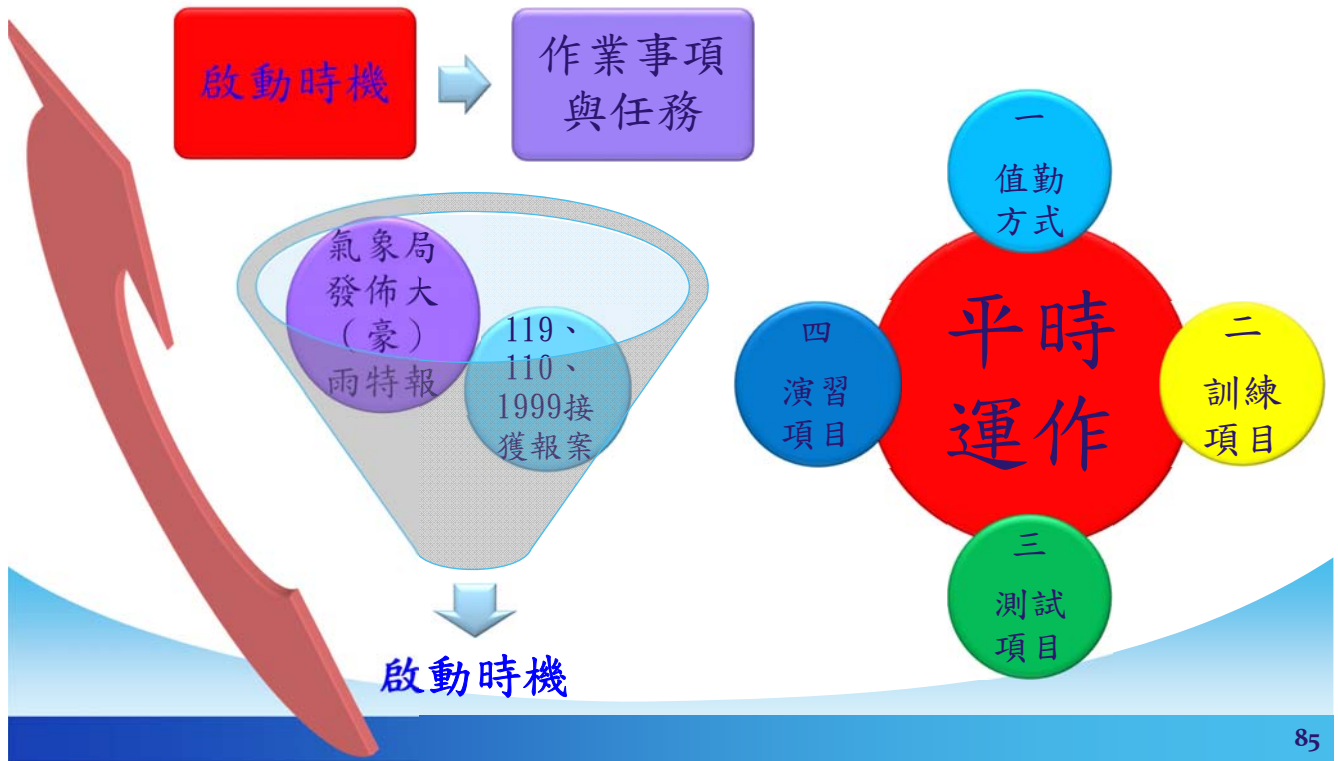 啟動時機
作業事項
與任務
氣象局
發佈大
（豪）
雨特報
119、
110、
1999接
獲報案
啟動時機
平時
運作
一
值勤
方式
二
訓練
項目
三
測試
項目
四
演習
項目
85